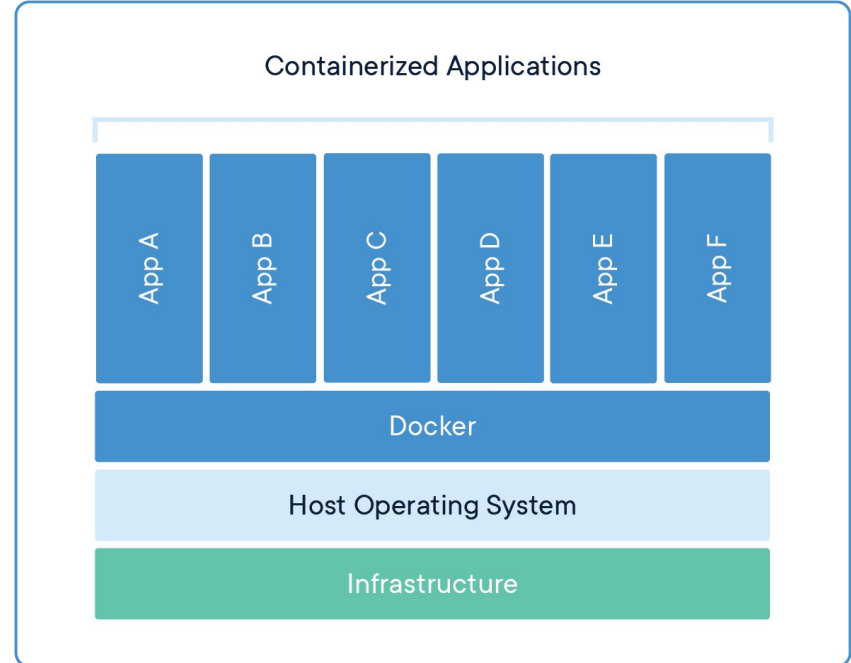 Containerized Applications
App A
App B
App C
App D
App E
App F
Docker
Host Operating System
Infrastructure